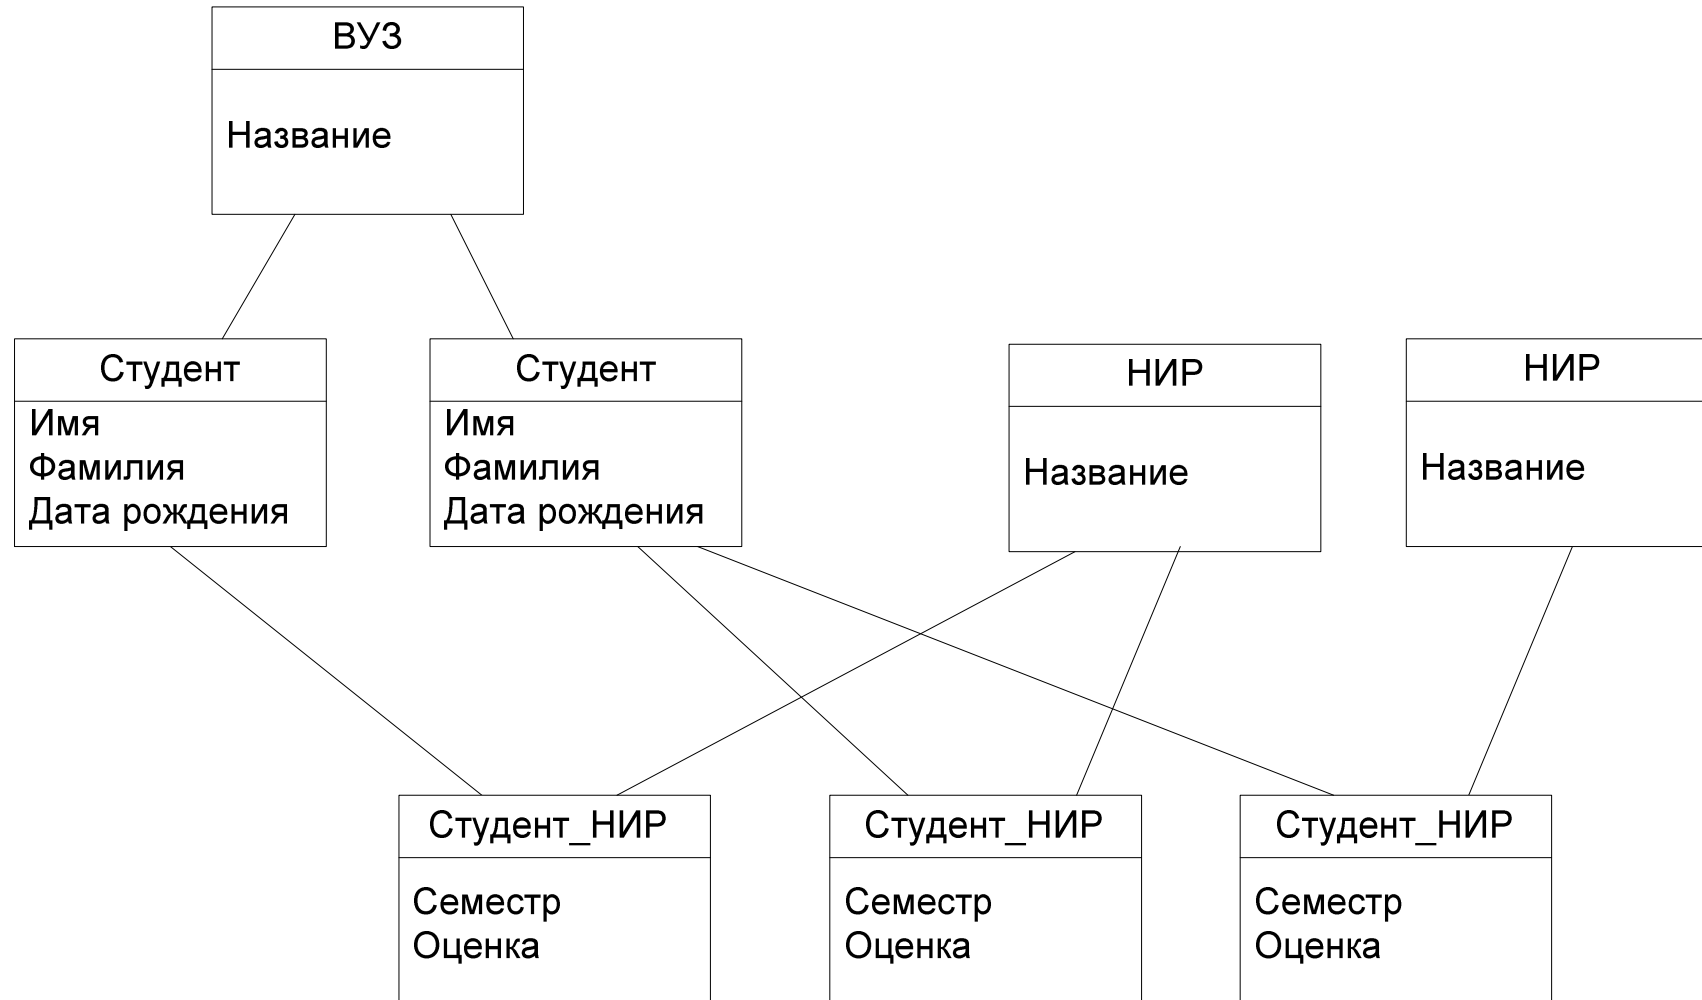 ВУЗ
Название
Студент
Имя
Фамилия
Дата рождения
Студент
Имя
Фамилия
Дата рождения
НИР
Название
НИР
Название
Студент_НИР
Семестр
Оценка
Студент_НИР
Семестр
Оценка
Студент_НИР
Семестр
Оценка